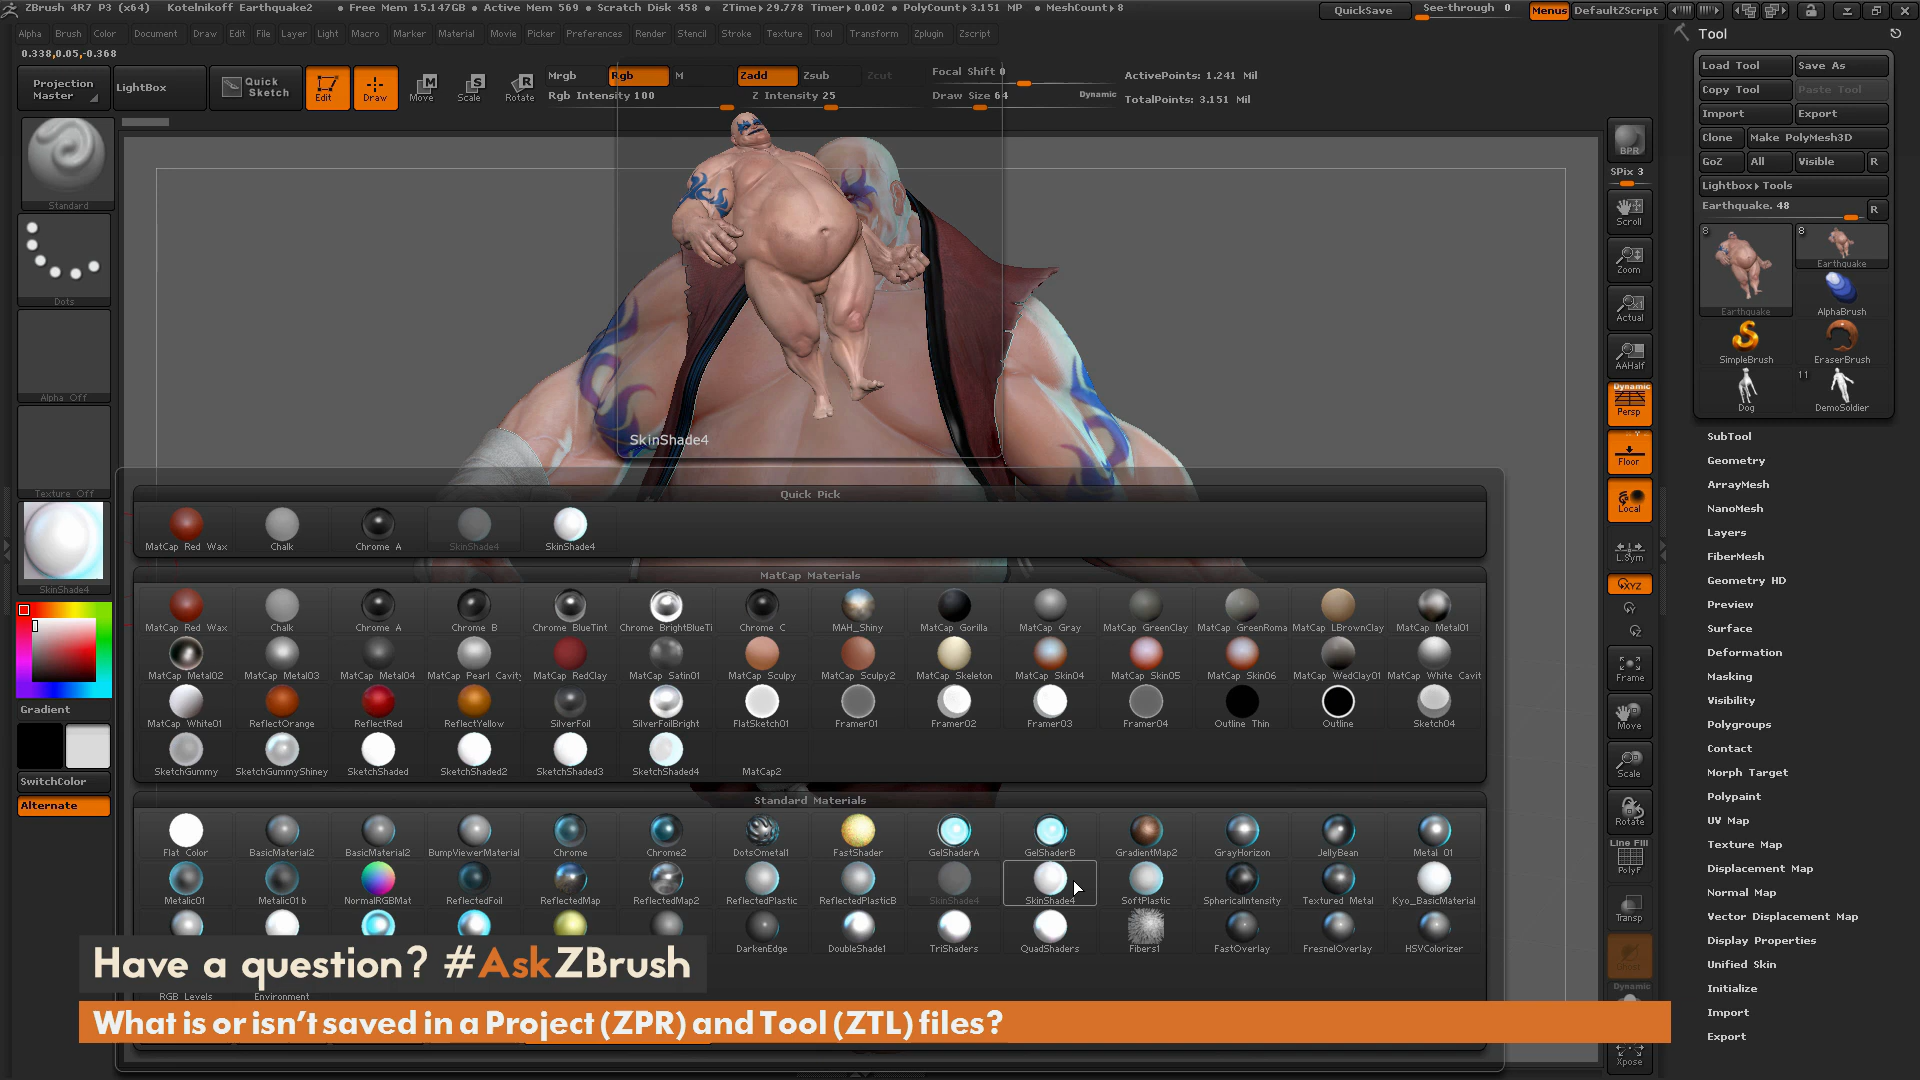 ZBrush 4R7 P3 (x64) Kotelnikoff Earthquake2 • Free Mem 15.147GB • Active Mem 569 • Scratch Disk 458 • ZTime▶29.778 Timer▶0.002 • PolyCount▶3.151 MP • MeshCount▶8 QuickSave See-through 0 Menus DefaultZScript
Alpha Brush Color Document Draw Edit File Layer Light Macro Marker Material Movie Picker Preferences Render Stencil Stroke Texture Tool Transform Zplugin Zscript
0.338,0.05,-0.368
Projection Master LightBox Quick Sketch Edit Draw Move Scale Rotate
Mrgb Rgb M Zadd Zsub Zcut Focal Shift 0 ActivePoints: 1.241 Mil
Rgb Intensity 100 Z Intensity 25 Draw Size 64 Dynamic TotalPoints: 3.151 Mil
Standard
Dots
Alpha Off
Texture Off
SkinShade4
Gradient
SwitchColor
Alternate
SkinShade4
Quick Pick
MatCap Red Wax Chalk Chrome A SkinShade4 SkinShade4
MatCap Materials
MatCap Red Wax Chalk Chrome A Chrome B Chrome BlueTint Chrome BrightBlueTi Chrome C MAH_Shiny MatCap Gorilla MatCap Gray MatCap GreenClay MatCap GreenRoma MatCap LBrownClay MatCap Metal01
MatCap Metal02 MatCap Metal03 MatCap Metal04 MatCap Pearl Cavity MatCap RedClay MatCap Satin01 MatCap Sculpy MatCap Sculpy2 MatCap Skeleton MatCap Skin04 MatCap Skin05 MatCap Skin06 MatCap WedClay01 MatCap White Cavit
MatCap White01 ReflectOrange ReflectRed ReflectYellow SilverFoil SilverFoilBright FlatSketch01 Framer01 Framer02 Framer03 Framer04 Outline Thin Outline Sketch04
SketchGummy SketchGummyShiney SketchShaded SketchShaded2 SketchShaded3 SketchShaded4 MatCap2
Standard Materials
Flat Color BasicMaterial2 BasicMaterial2 BumpViewerMaterial Chrome Chrome2 DotsOmetal1 FastShader GelShaderA GelShaderB GradientMap2 GrayHorizon JellyBean Metal 01
Metalic01 Metalic01 b NormalRGBMat ReflectedFoil ReflectedMap ReflectedMap2 ReflectedPlastic ReflectedPlasticB SkinShade4 SkinShade4 SoftPlastic SphericalIntensity Textured Metal Kyo_BasicMaterial
DarkenEdge DoubleShade1 TriShaders QuadShaders Fibers1 FastOverlay FresnelOverlay HSVColorizer
RGB Levels Environment
Have a question? #AskZBrush
What is or isn't saved in a Project (ZPR) and Tool (ZTL) files?
BPR
SPix 3
Scroll
Zoom
Actual
AAHalf
Dynamic
Persp
Floor
Local
L.Sym
XYZ
Frame
Move
Scale
Rotate
Line Fill
PolyF
Transp
Dynamic
Xpose
Tool
Load Tool Save As
Copy Tool Paste Tool
Import Export
Clone Make PolyMesh3D
GoZ All Visible R
Lightbox▶Tools
Earthquake. 48 R
8 Earthquake 8 Earthquake
AlphaBrush
SimpleBrush EraserBrush
Dog 11 DemoSoldier
SubTool
Geometry
ArrayMesh
NanoMesh
Layers
FiberMesh
Geometry HD
Preview
Surface
Deformation
Masking
Visibility
Polygroups
Contact
Morph Target
Polypaint
UV Map
Texture Map
Displacement Map
Normal Map
Vector Displacement Map
Display Properties
Unified Skin
Initialize
Import
Export